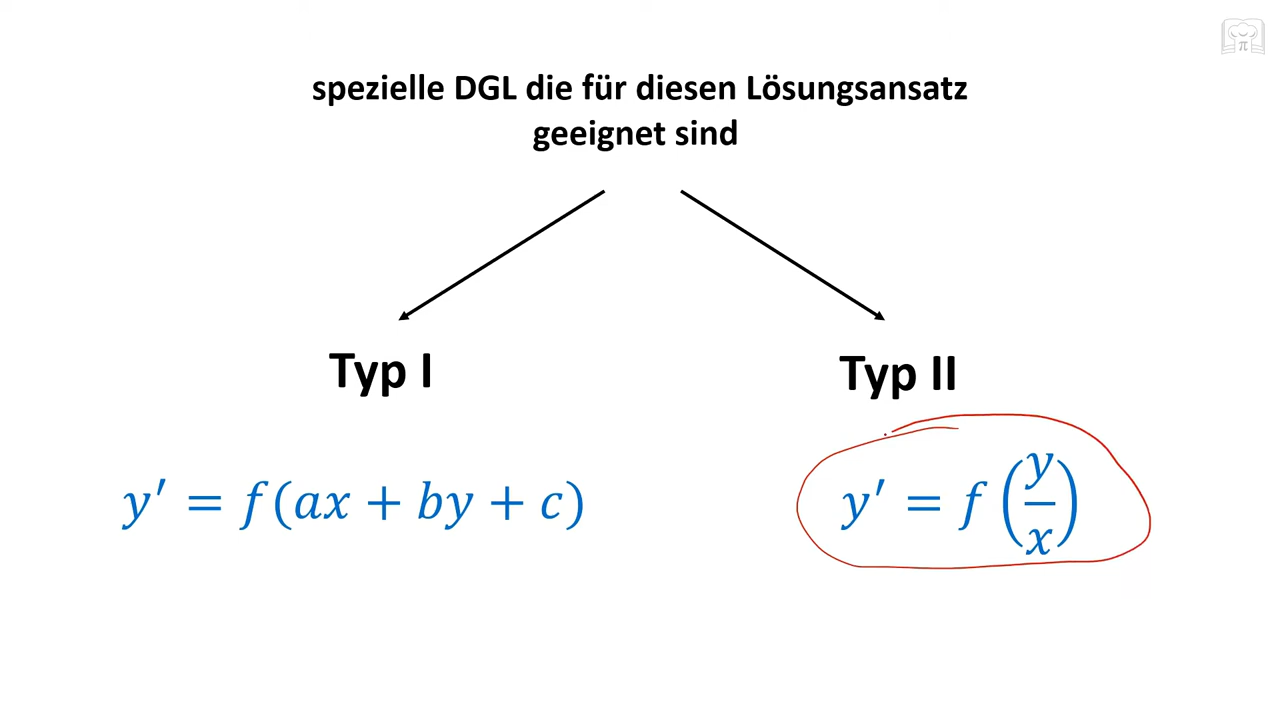 spezielle DGL die für diesen Lösungsansatz
geeignet sind
Typ I
Typ II
y′ = f(ax + by + c)
y′ = f(y/x)
π